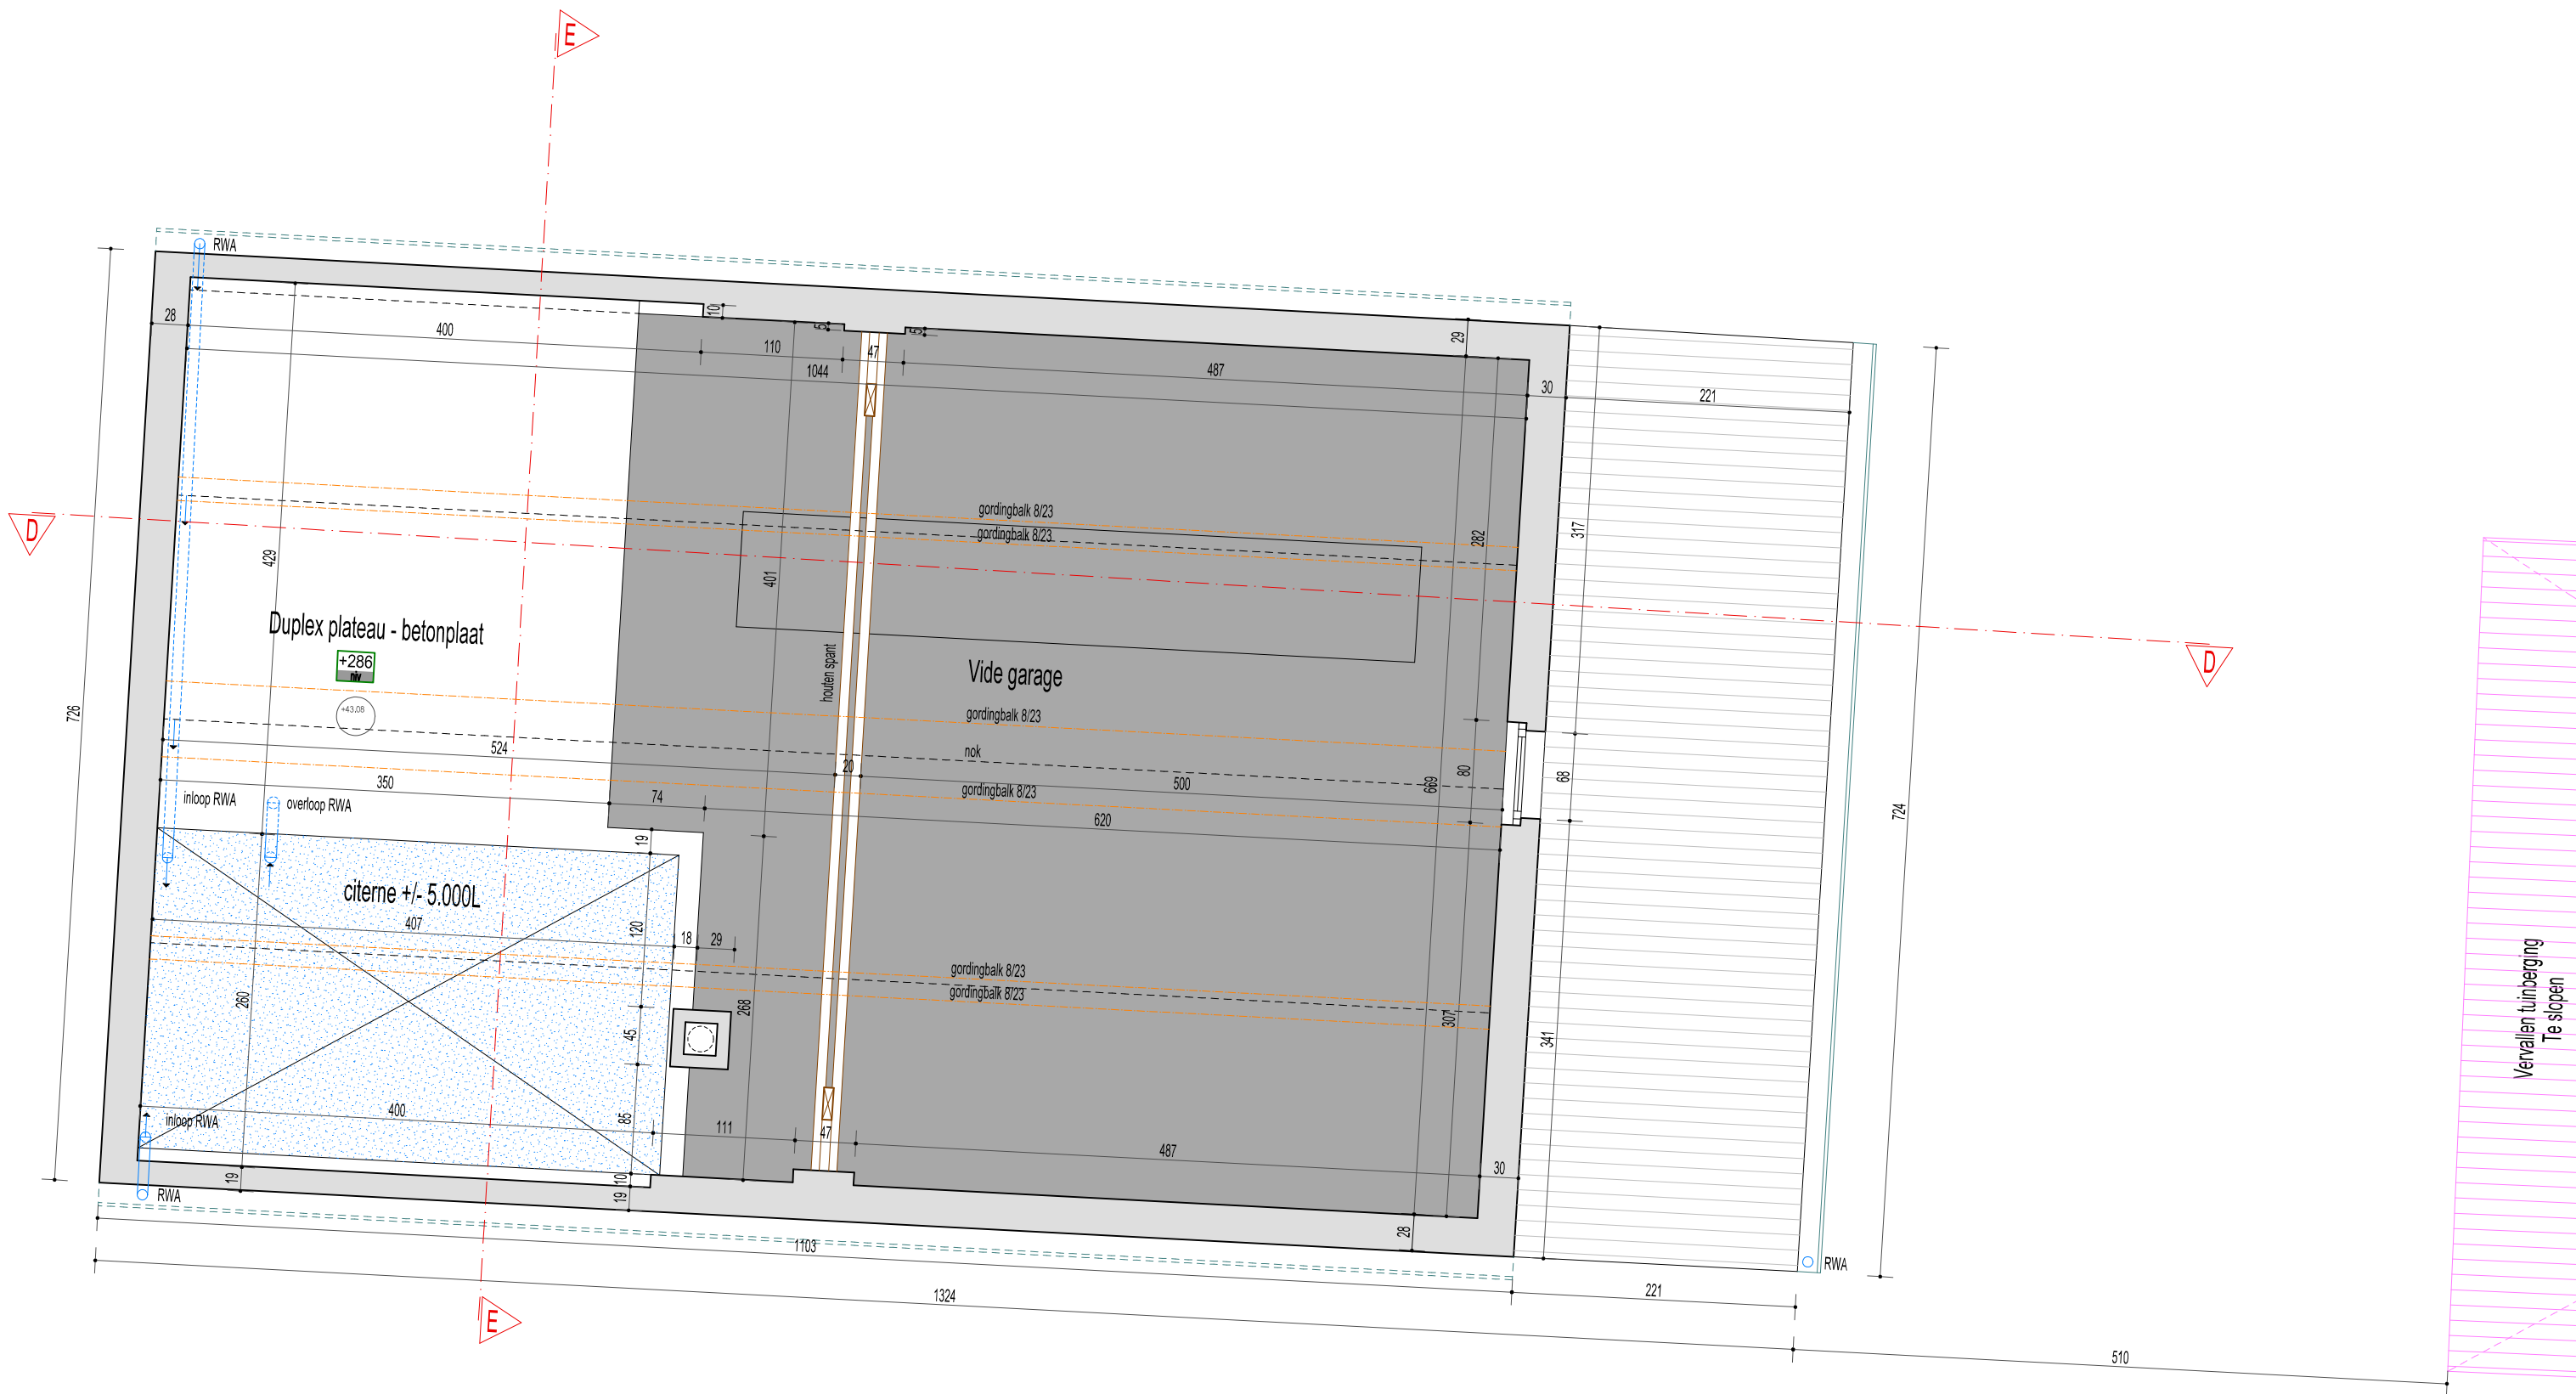 E
RWA
28
400
10
110
5
47
5
1044
487
29
30
221
gordingbalk 8/23
gordingbalk 8/23
D
429
401
282
317
Duplex plateau - betonplaat
+286
niv
+43,08
houten spant
Vide garage
D
726
gordingbalk 8/23
524
nok
20
500
350
74
gordingbalk 8/23
669
80
68
724
620
inloop RWA
overloop RWA
19
citerne +/- 5.000L
407
120
18
29
gordingbalk 8/23
gordingbalk 8/23
260
268
45
307
341
Vervallen tuinberging
Te slopen
400
85
inloop RWA
111
47
487
30
19
10
19
RWA
28
1103
RWA
1324
221
E
510